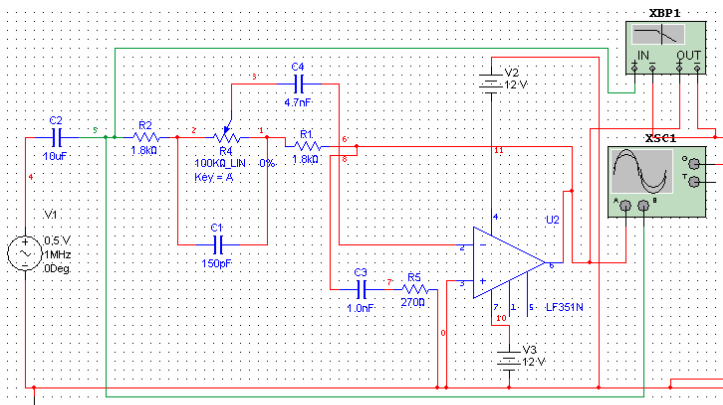 XBP1
IN OUT
XSC1
G
T
A B
V2
12 V
C4
4.7nF
3
C2
10uF
5
R2
1.8kΩ
2
R4
100KΩ_LIN 0%
Key = A
1
R1
1.8kΩ
6
8
11
4
V1
0.5 V
1MHz
0Deg
C1
150pF
U2
4
2
3
6
7 1 5
LF351N
C3
1.0nF
7
R5
270Ω
0
10
V3
12 V